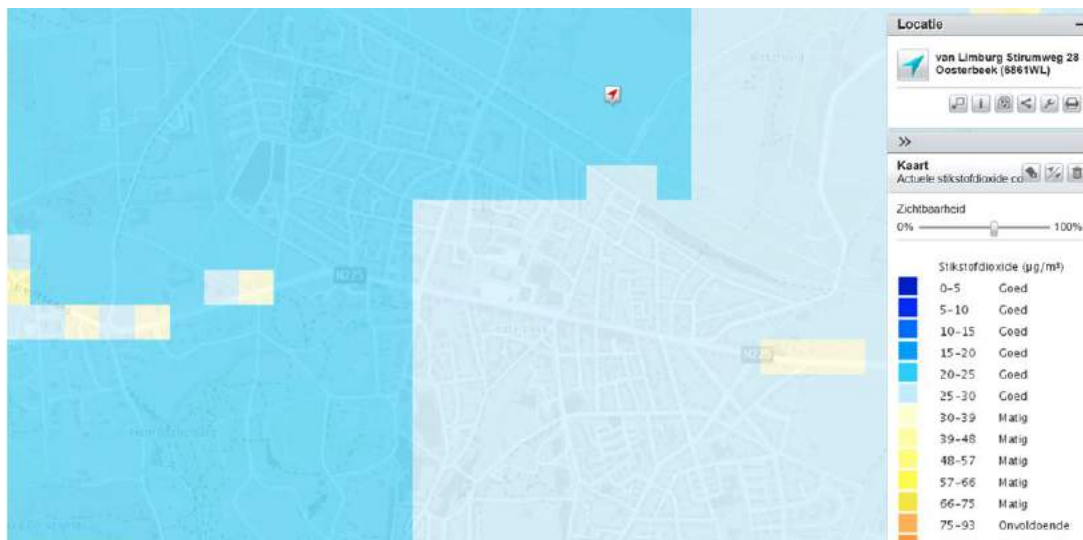 Locatie
van Limburg Stirumweg 28
Oosterbeek (6861WL)
Kaart
Actuele stikstofdioxide co
Zichtbaarheid
0%
100%
N225
N225
Stikstofdioxide (µg/m³)
0-5 Goed
5-10 Goed
10-15 Goed
15-20 Goed
20-25 Goed
25-30 Goed
30-39 Matig
39-48 Matig
48-57 Matig
57-66 Matig
66-75 Matig
75-93 Onvoldoende